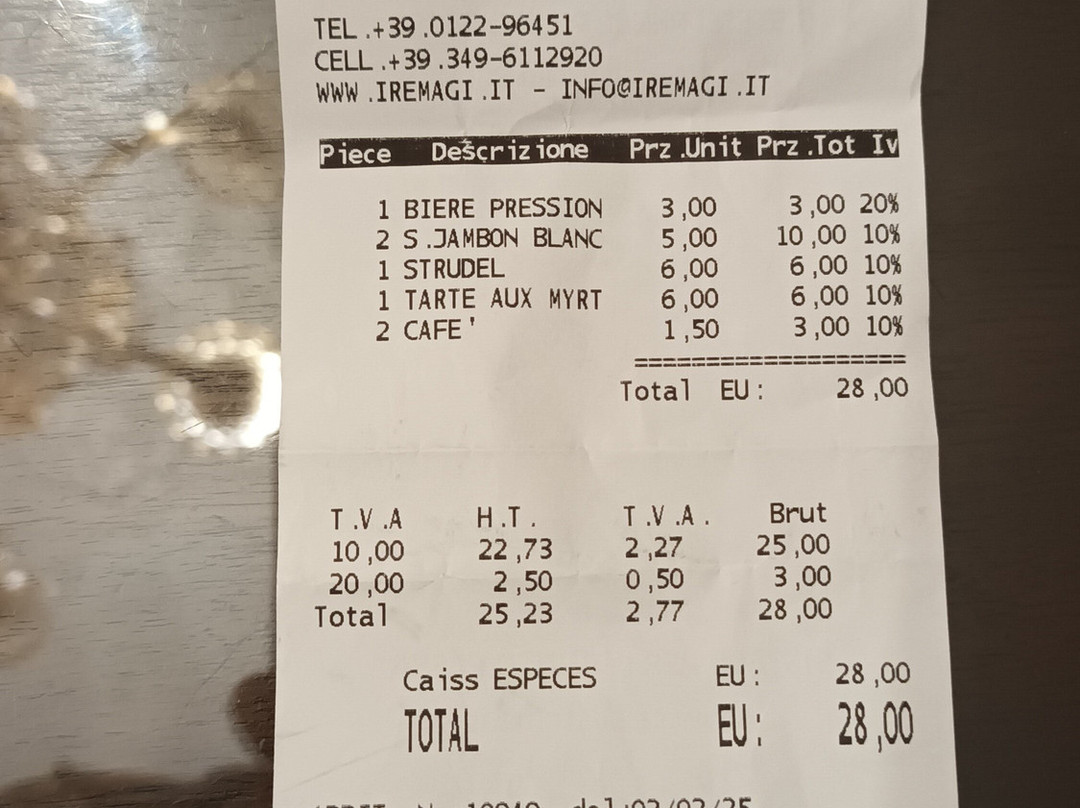 TEL.+39.0122-96451
CELL.+39.349-6112920
WWW.IREMAGI.IT - INFO@IREMAGI.IT
Piece Descrizione Prz.Unit Prz.Tot Iv
1 BIERE PRESSION 3,00 3,00 20%
2 S.JAMBON BLANC 5,00 10,00 10%
1 STRUDEL 6,00 6,00 10%
1 TARTE AUX MYRT 6,00 6,00 10%
2 CAFE' 1,50 3,00 10%
===================
Total EU: 28,00
T.V.A H.T. T.V.A. Brut
10,00 22,73 2,27 25,00
20,00 2,50 0,50 3,00
Total 25,23 2,77 28,00
Caiss ESPECES EU: 28,00
TOTAL EU: 28,00